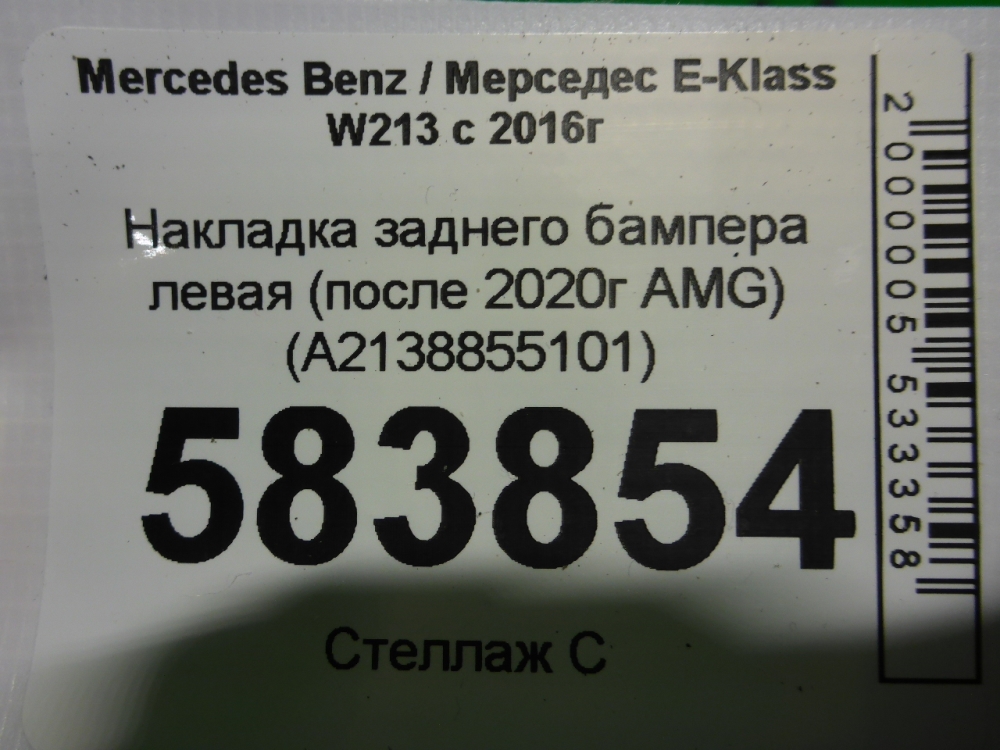 Mercedes Benz / Мерседес E-Klass
W213 с 2016г
Накладка заднего бампера
левая (после 2020г AMG)
(A2138855101)
583854
Стеллаж С
2000005533358